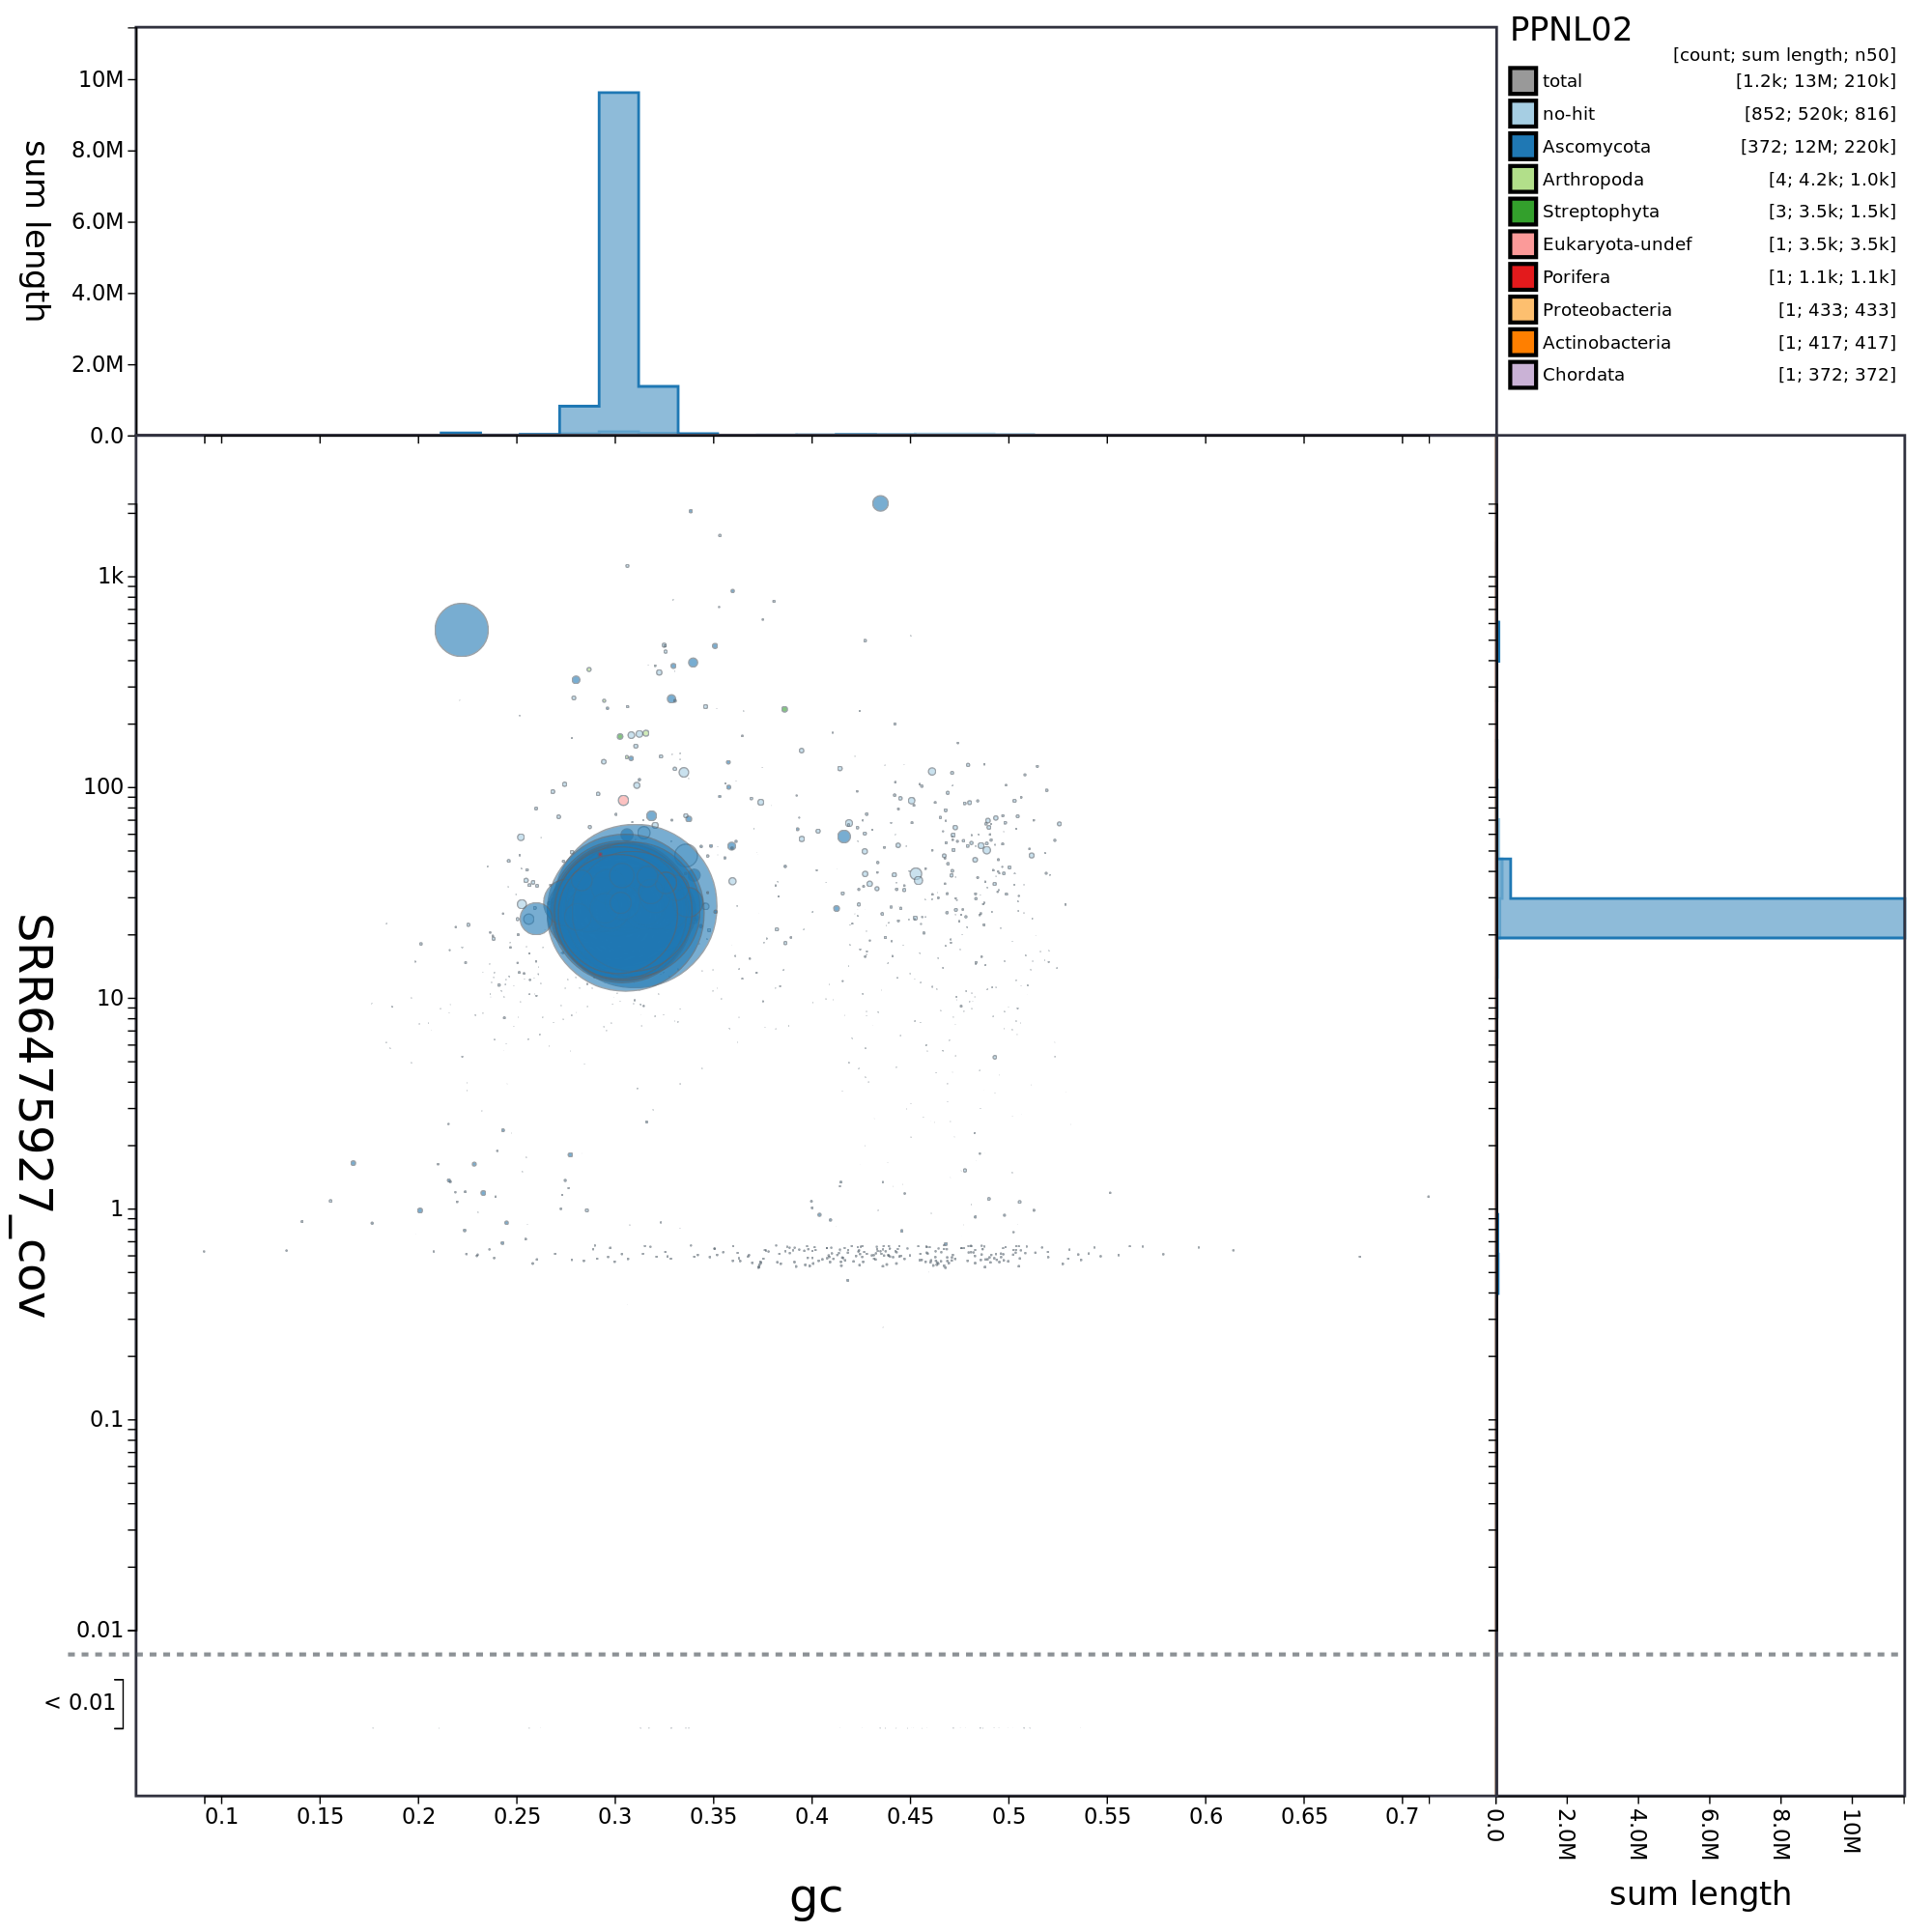 PPNL02
[count; sum length; n50]
total [1.2k; 13M; 210k]
no-hit [852; 520k; 816]
Ascomycota [372; 12M; 220k]
Arthropoda [4; 4.2k; 1.0k]
Streptophyta [3; 3.5k; 1.5k]
Eukaryota-undef [1; 3.5k; 3.5k]
Porifera [1; 1.1k; 1.1k]
Proteobacteria [1; 433; 433]
Actinobacteria [1; 417; 417]
Chordata [1; 372; 372]
sum length
10M
8.0M
6.0M
4.0M
2.0M
0.0
SRR6475927_cov
1k
100
10
1
0.1
0.01
< 0.01
0.1 0.15 0.2 0.25 0.3 0.35 0.4 0.45 0.5 0.55 0.6 0.65 0.7
gc
0.0 2.0M 4.0M 6.0M 8.0M 10M
sum length